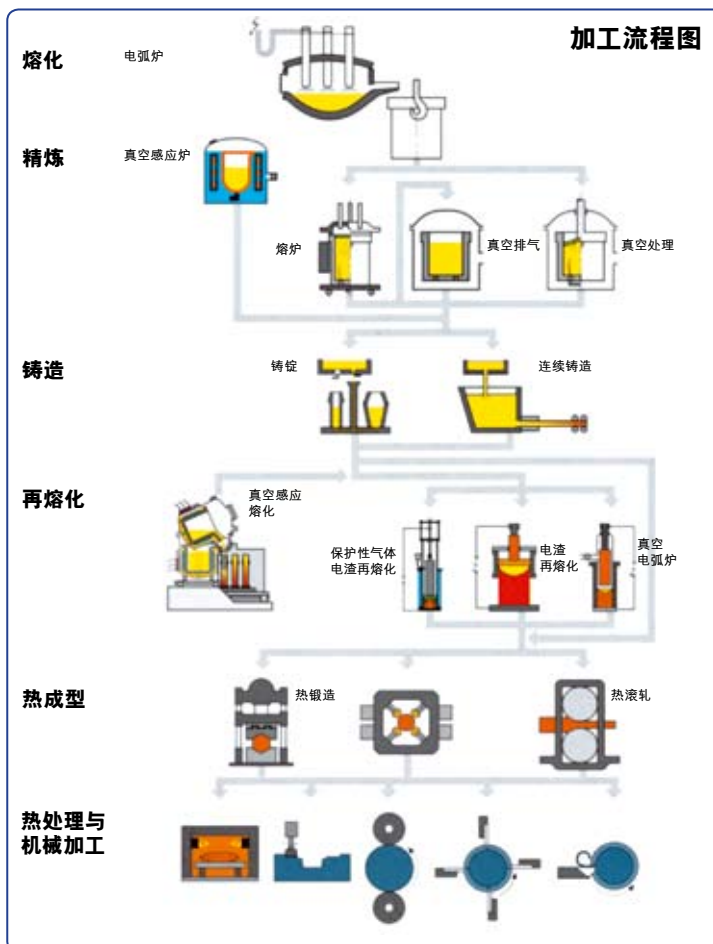 加工流程图
熔化
电弧炉
精炼
真空感应炉
熔炉
真空排气
真空处理
铸造
铸锭
连续铸造
再熔化
真空感应
熔化
保护性气体
电渣再熔化
电渣
再熔化
真空
电弧炉
热成型
热锻造
热滚轧
热处理与
机械加工